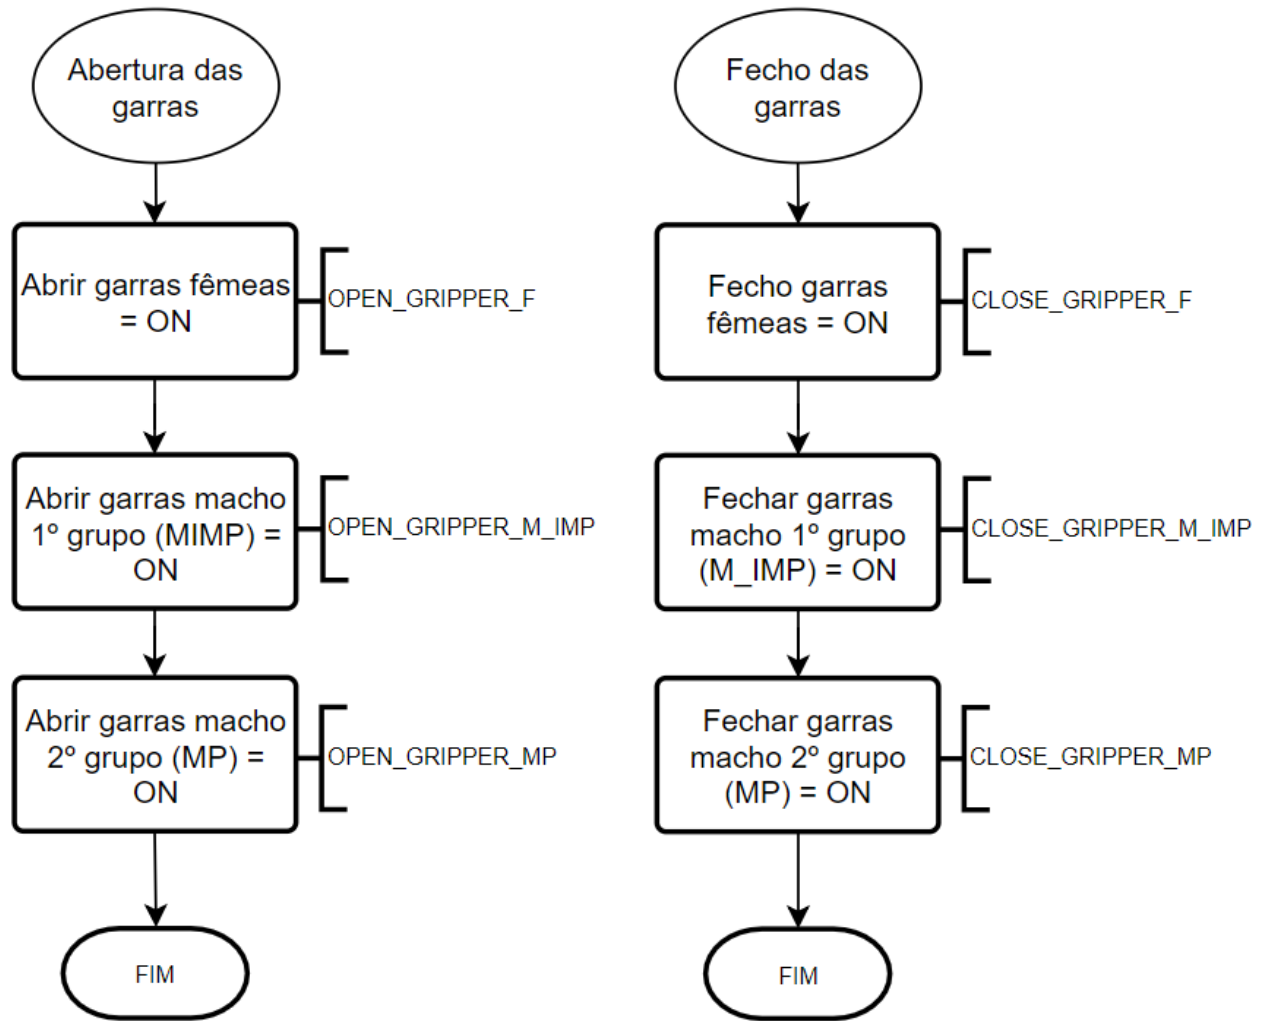 Abertura das
garras
Abrir garras fêmeas
= ON
OPEN_GRIPPER_F
Abrir garras macho
1º grupo (MIMP) =
ON
OPEN_GRIPPER_M_IMP
Abrir garras macho
2º grupo (MP) =
ON
OPEN_GRIPPER_MP
FIM
Fecho das
garras
Fecho garras
fêmeas = ON
CLOSE_GRIPPER_F
Fechar garras
macho 1º grupo
(M_IMP) = ON
CLOSE_GRIPPER_M_IMP
Fechar garras
macho 2º grupo
(MP) = ON
CLOSE_GRIPPER_MP
FIM